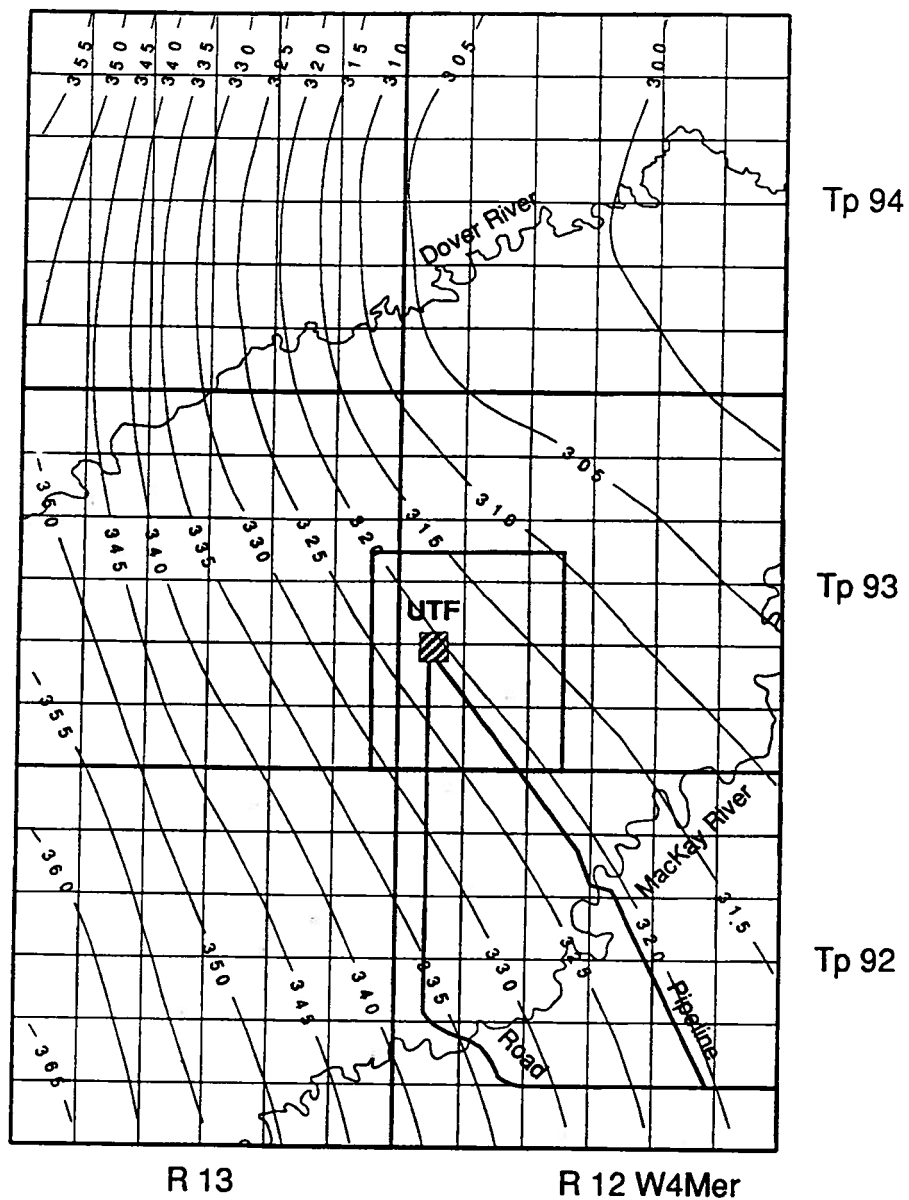 355 350 345 340 335 330 325 320 315 310 305 300
Tp 94
Dover River
305
350 345 340 335 330 325 320 315 310
Tp 93
UTF
355
MacKay River
360
315
320
Tp 92
350 345 340 335 330 325
Pipeline
Road
365
R 13 R 12 W4Mer